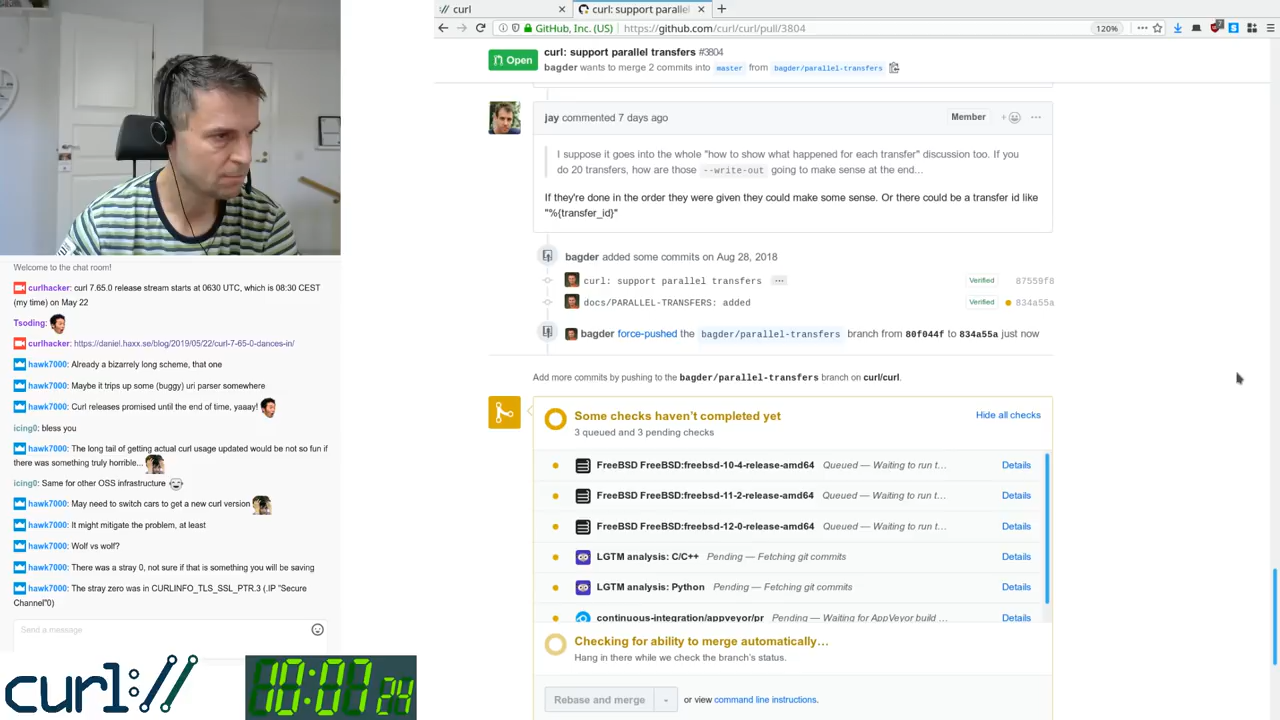 curl
curl: support parallel
GitHub, Inc. (US)
https://github.com/curl/curl/pull/3804
120%
Open
curl: support parallel transfers #3804
bagder wants to merge 2 commits into master from bagder/parallel-transfers
jay commented 7 days ago
Member
I suppose it goes into the whole "how to show what happened for each transfer" discussion too. If you
do 20 transfers, how are those --write-out going to make sense at the end...
If they're done in the order they were given they could make some sense. Or there could be a transfer id like
"%{transfer_id}"
bagder added some commits on Aug 28, 2018
curl: support parallel transfers ...
Verified
87559f8
docs/PARALLEL-TRANSFERS: added
Verified
834a55a
bagder force-pushed the bagder/parallel-transfers branch from 80f044f to 834a55a just now
Add more commits by pushing to the bagder/parallel-transfers branch on curl/curl.
Some checks haven't completed yet
Hide all checks
3 queued and 3 pending checks
FreeBSD FreeBSD:freebsd-10-4-release-amd64 Queued — Waiting to run t... Details
FreeBSD FreeBSD:freebsd-11-2-release-amd64 Queued — Waiting to run t... Details
FreeBSD FreeBSD:freebsd-12-0-release-amd64 Queued — Waiting to run t... Details
LGTM analysis: C/C++ Pending — Fetching git commits Details
LGTM analysis: Python Pending — Fetching git commits Details
continuous-integration/appveyor/pr Pending — Waiting for AppVeyor build ... Details
Checking for ability to merge automatically...
Hang in there while we check the branch's status.
Rebase and merge
or view command line instructions.
Welcome to the chat room!
curlhacker: curl 7.65.0 release stream starts at 0630 UTC, which is 08:30 CEST
(my time) on May 22
Tsoding:
curlhacker: https://daniel.haxx.se/blog/2019/05/22/curl-7-65-0-dances-in/
hawk7000: Already a bizarrely long scheme, that one
hawk7000: Maybe it trips up some (buggy) uri parser somewhere
hawk7000: Curl releases promised until the end of time, yaaay!
icing0: bless you
hawk7000: The long tail of getting actual curl usage updated would be not so fun if
there was something truly horrible...
icing0: Same for other OSS infrastructure
hawk7000: May need to switch cars to get a new curl version
hawk7000: It might mitigate the problem, at least
hawk7000: Wolf vs wolf?
hawk7000: There was a stray 0, not sure if that is something you will be saving
hawk7000: The stray zero was in CURLINFO_TLS_SSL_PTR.3 (.IP "Secure
Channel"0)
Send a message
curl://
10:07 24